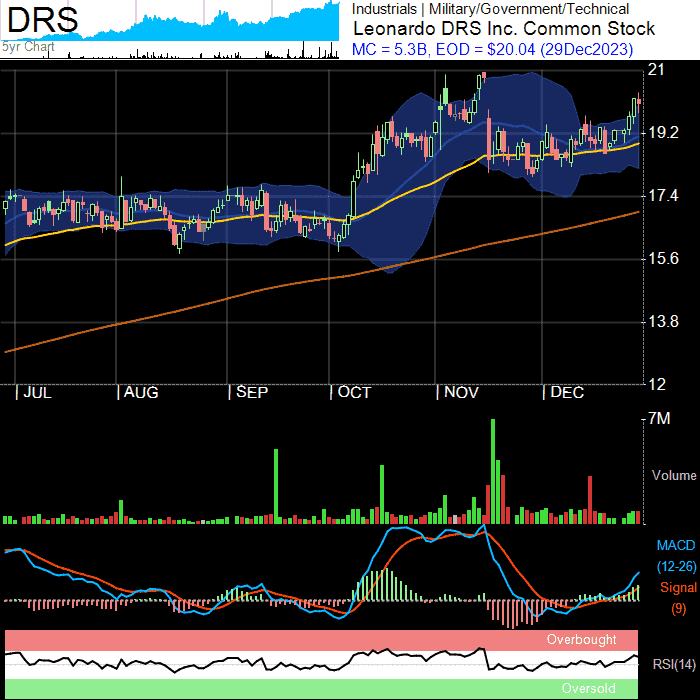 DRS
5yr Chart
Industrials | Military/Government/Technical
Leonardo DRS Inc. Common Stock
MC = 5.3B, EOD = $20.04 (29Dec2023)
21
19.2
17.4
15.6
13.8
12
| JUL | AUG | SEP | OCT | NOV | DEC
7M
Volume
MACD
(12-26)
Signal
(9)
Overbought
RSI(14)
Oversold